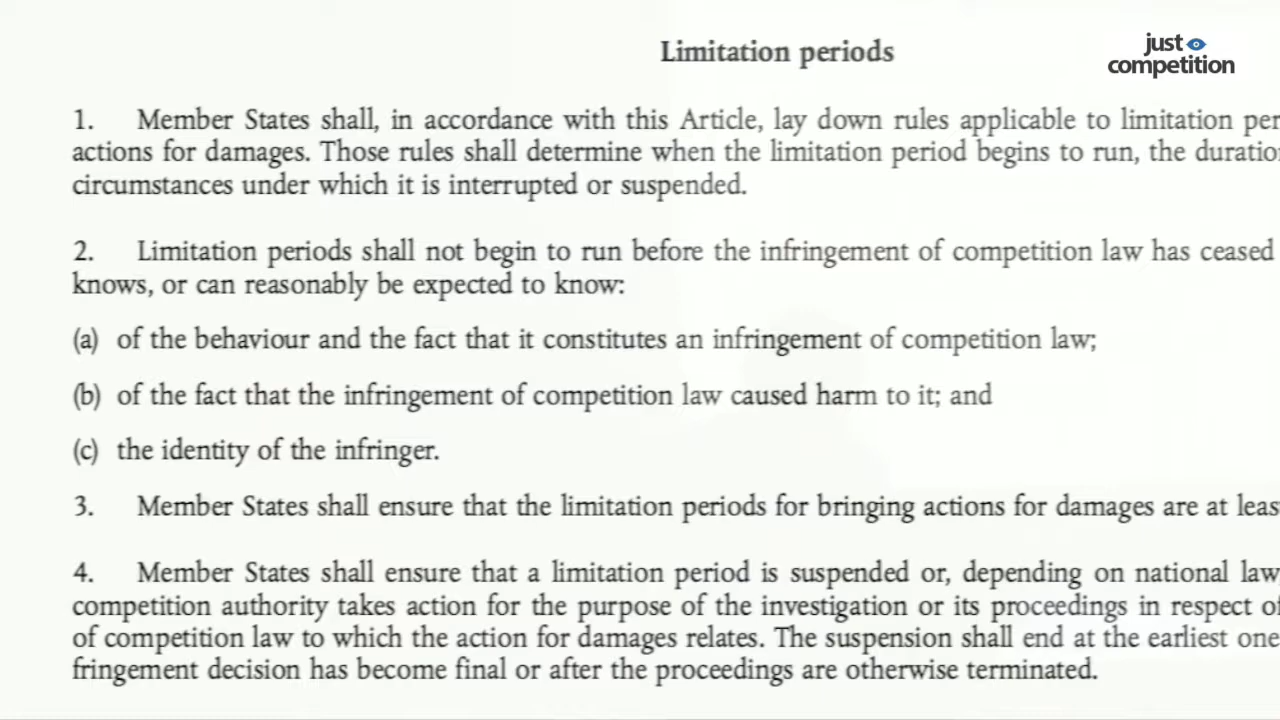 Limitation periods
just
competition
1. Member States shall, in accordance with this Article, lay down rules applicable to limitation per
actions for damages. Those rules shall determine when the limitation period begins to run, the duratio
circumstances under which it is interrupted or suspended.
2. Limitation periods shall not begin to run before the infringement of competition law has ceased
knows, or can reasonably be expected to know:
(a) of the behaviour and the fact that it constitutes an infringement of competition law;
(b) of the fact that the infringement of competition law caused harm to it; and
(c) the identity of the infringer.
3. Member States shall ensure that the limitation periods for bringing actions for damages are at leas
4. Member States shall ensure that a limitation period is suspended or, depending on national law,
competition authority takes action for the purpose of the investigation or its proceedings in respect of
of competition law to which the action for damages relates. The suspension shall end at the earliest one
fringement decision has become final or after the proceedings are otherwise terminated.